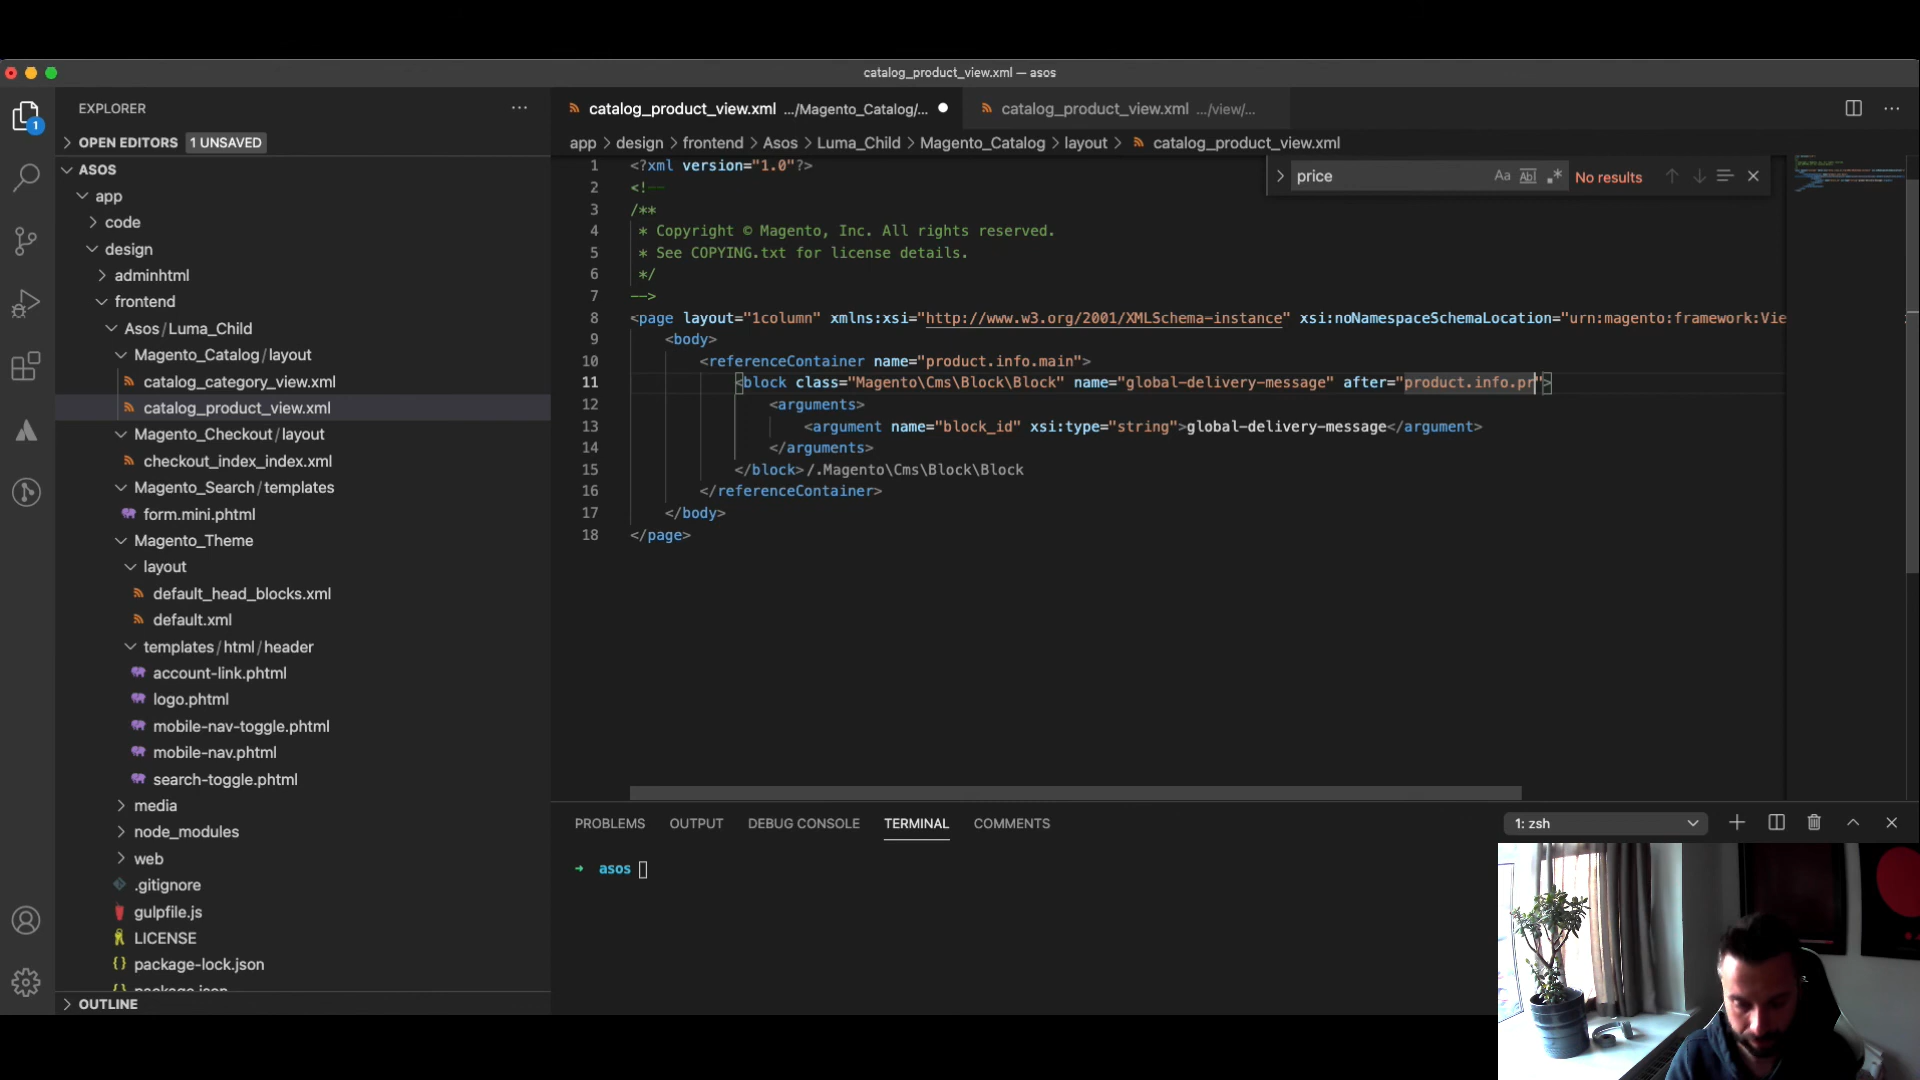 catalog_product_view.xml — asos
EXPLORER
OPEN EDITORS 1 UNSAVED
1
ASOS
app
code
design
adminhtml
frontend
Asos/Luma_Child
Magento_Catalog/layout
catalog_category_view.xml
catalog_product_view.xml
Magento_Checkout/layout
checkout_index_index.xml
Magento_Search/templates
form.mini.phtml
Magento_Theme
layout
default_head_blocks.xml
default.xml
templates/html/header
account-link.phtml
logo.phtml
mobile-nav-toggle.phtml
mobile-nav.phtml
search-toggle.phtml
media
node_modules
web
.gitignore
gulpfile.js
LICENSE
package-lock.json
package.json
OUTLINE
catalog_product_view.xml .../Magento_Catalog/...
catalog_product_view.xml .../view/...
app > design > frontend > Asos > Luma_Child > Magento_Catalog > layout > catalog_product_view.xml
price Aa Abl .* No results
1 <?xml version="1.0"?>
2 <!--
3 /**
4 * Copyright © Magento, Inc. All rights reserved.
5 * See COPYING.txt for license details.
6 */
7 -->
8 <page layout="1column" xmlns:xsi="http://www.w3.org/2001/XMLSchema-instance" xsi:noNamespaceSchemaLocation="urn:magento:framework:Vie
9 <body>
10 <referenceContainer name="product.info.main">
11 <block class="Magento\Cms\Block\Block" name="global-delivery-message" after="product.info.pr">
12 <arguments>
13 <argument name="block_id" xsi:type="string">global-delivery-message</argument>
14 </arguments>
15 </block>/.Magento\Cms\Block\Block
16 </referenceContainer>
17 </body>
18 </page>
PROBLEMS OUTPUT DEBUG CONSOLE TERMINAL COMMENTS
1: zsh
→ asos